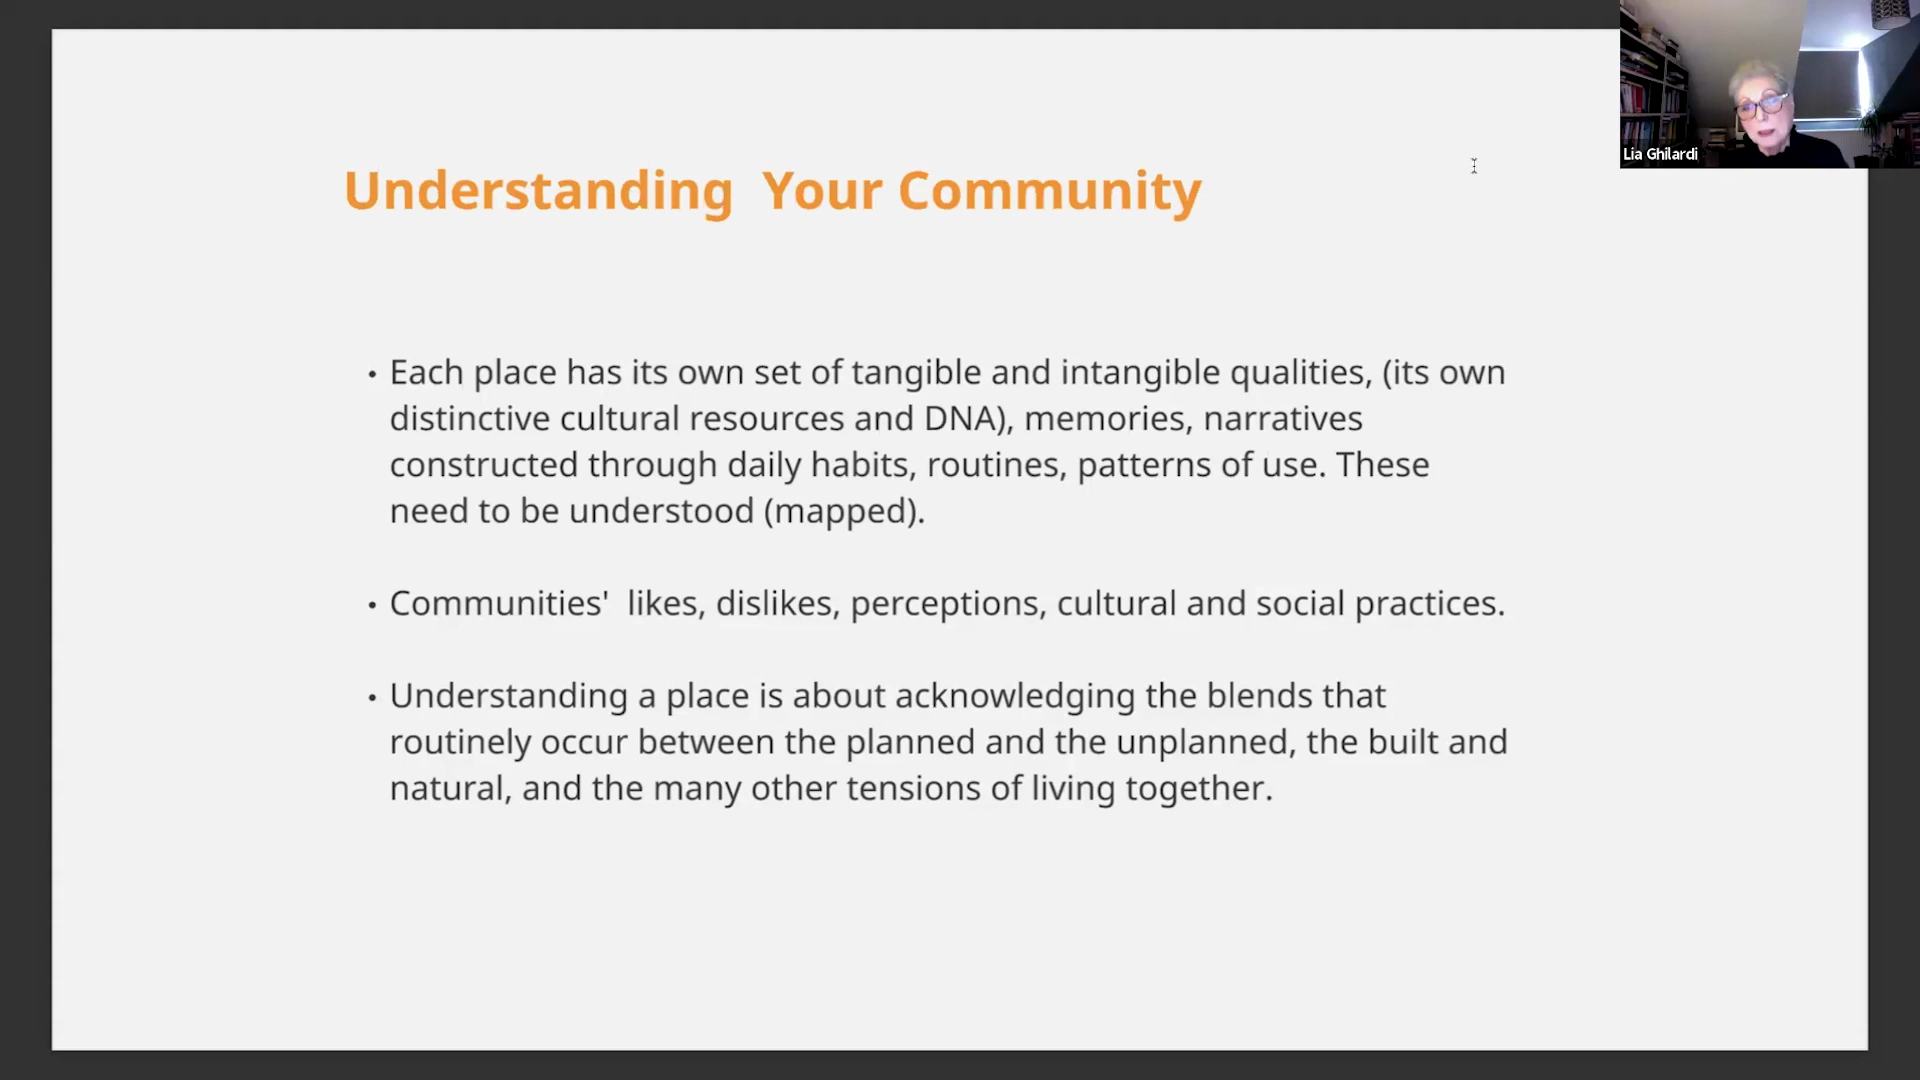 Lia Ghilardi
Understanding  Your Community
• Each place has its own set of tangible and intangible qualities, (its own
distinctive cultural resources and DNA), memories, narratives
constructed through daily habits, routines, patterns of use. These
need to be understood (mapped).
• Communities'  likes, dislikes, perceptions, cultural and social practices.
• Understanding a place is about acknowledging the blends that
routinely occur between the planned and the unplanned, the built and
natural, and the many other tensions of living together.